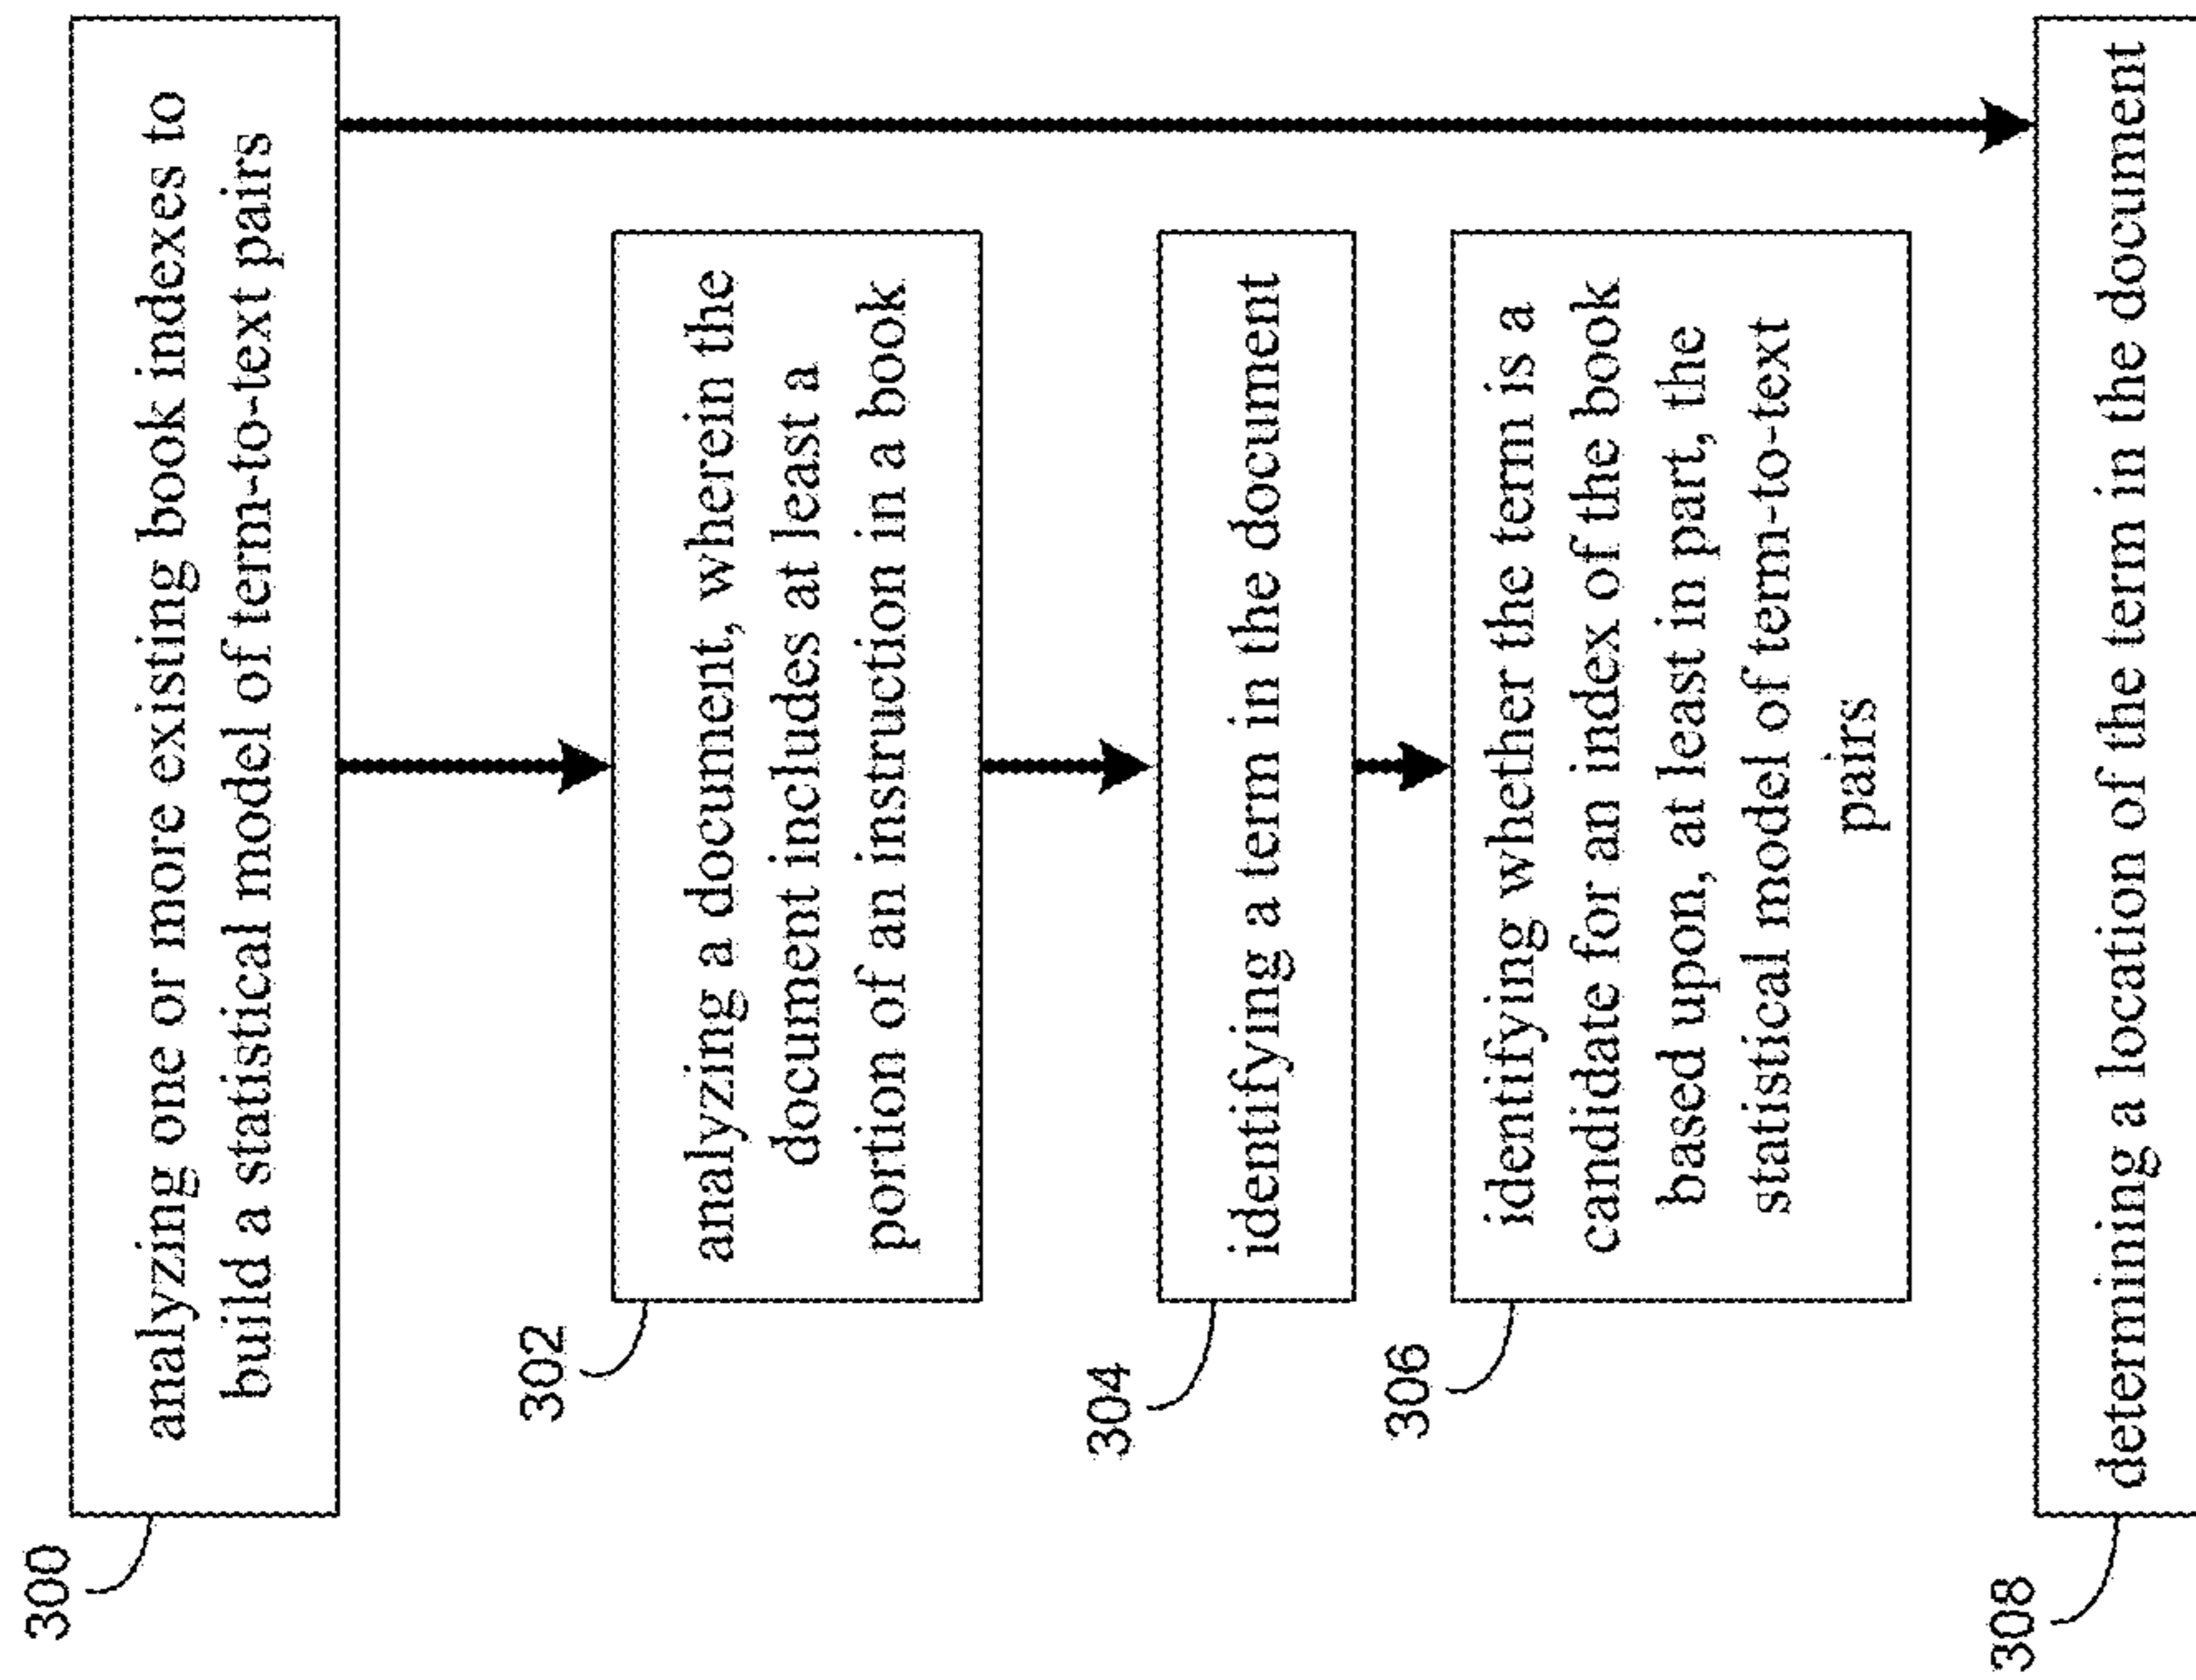 300
analyzing one or more existing book indexes to
build a statistical model of term-to-text pairs
302
analyzing a document, wherein the
document includes at least a
portion of an instruction in a book
304
identifying a term in the document
306
identifying whether the term is a
candidate for an index of the book
based upon, at least in part, the
statistical model of term-to-text
pairs
308
determining a location of the term in the document